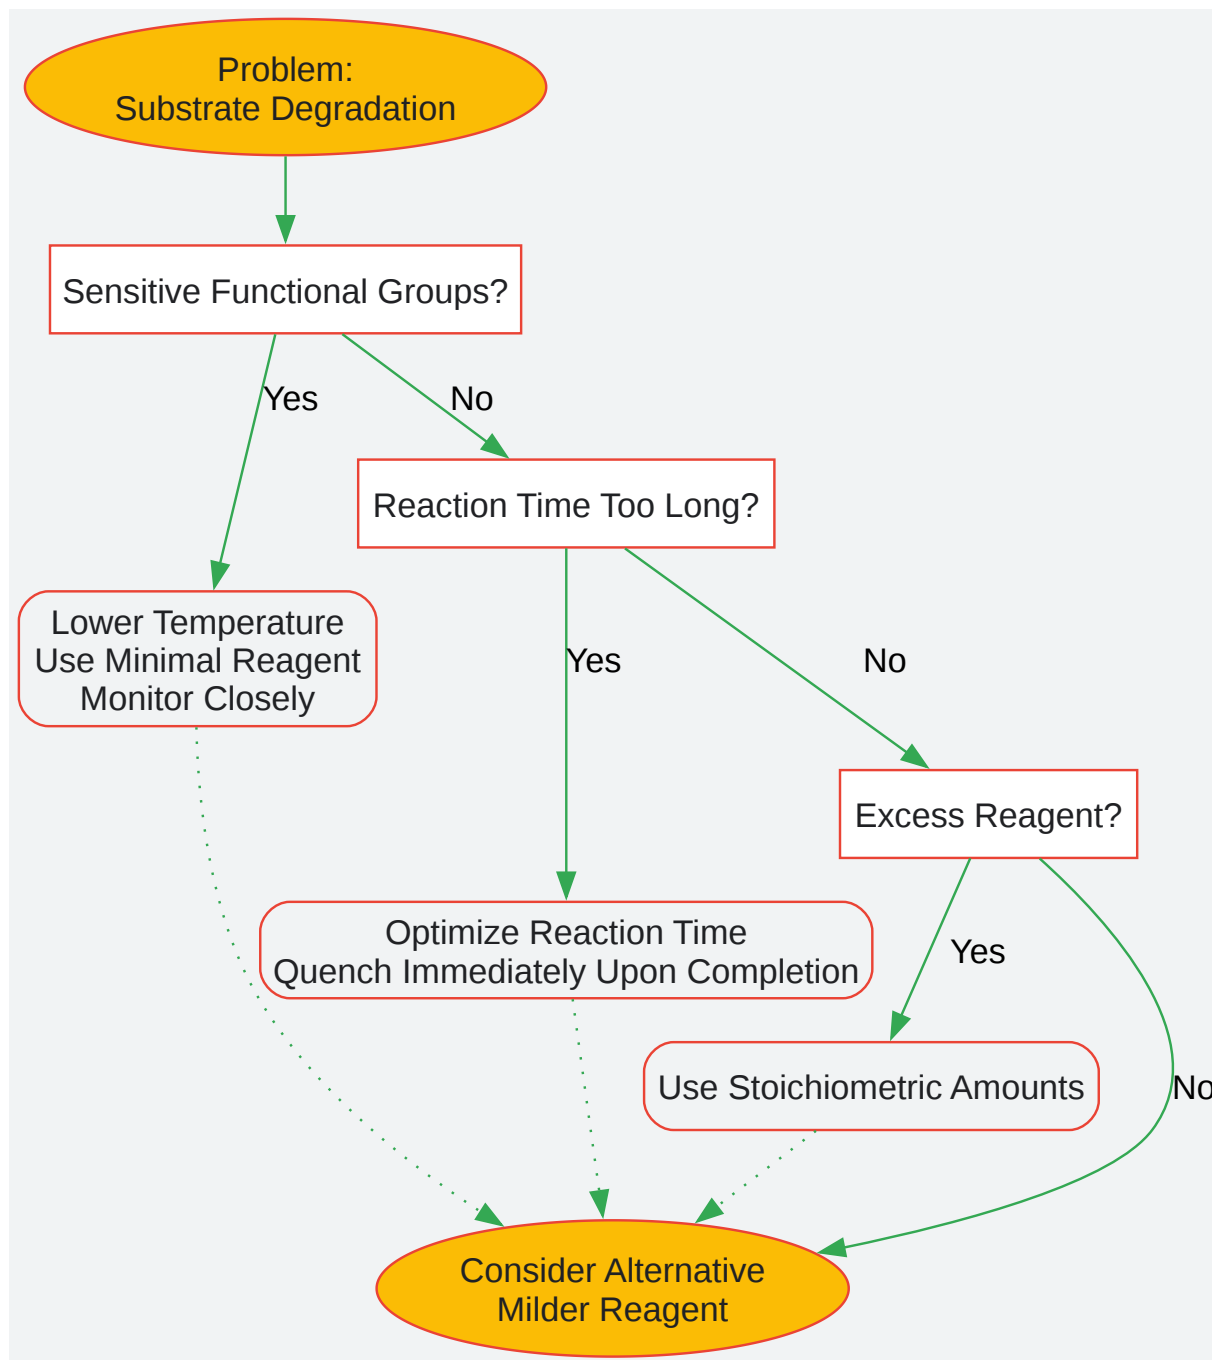 Problem:
Substrate Degradation
Sensitive Functional Groups?
Yes
No
Reaction Time Too Long?
Lower Temperature
Use Minimal Reagent
Monitor Closely
Yes
No
Excess Reagent?
Optimize Reaction Time
Quench Immediately Upon Completion
Yes
Use Stoichiometric Amounts
No
Consider Alternative
Milder Reagent